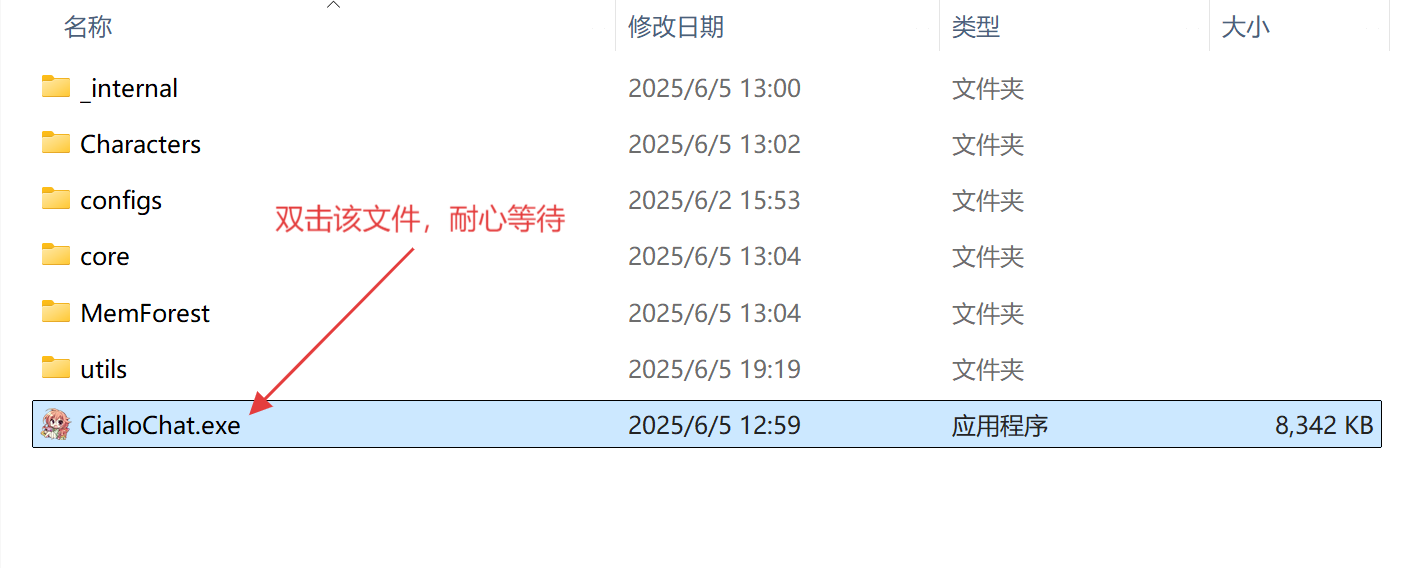 名称 修改日期 类型 大小
_internal 2025/6/5 13:00 文件夹
Characters 2025/6/5 13:02 文件夹
configs 2025/6/2 15:53 文件夹
双击该文件，耐心等待
core 2025/6/5 13:04 文件夹
MemForest 2025/6/5 13:04 文件夹
utils 2025/6/5 19:19 文件夹
CialloChat.exe 2025/6/5 12:59 应用程序 8,342 KB